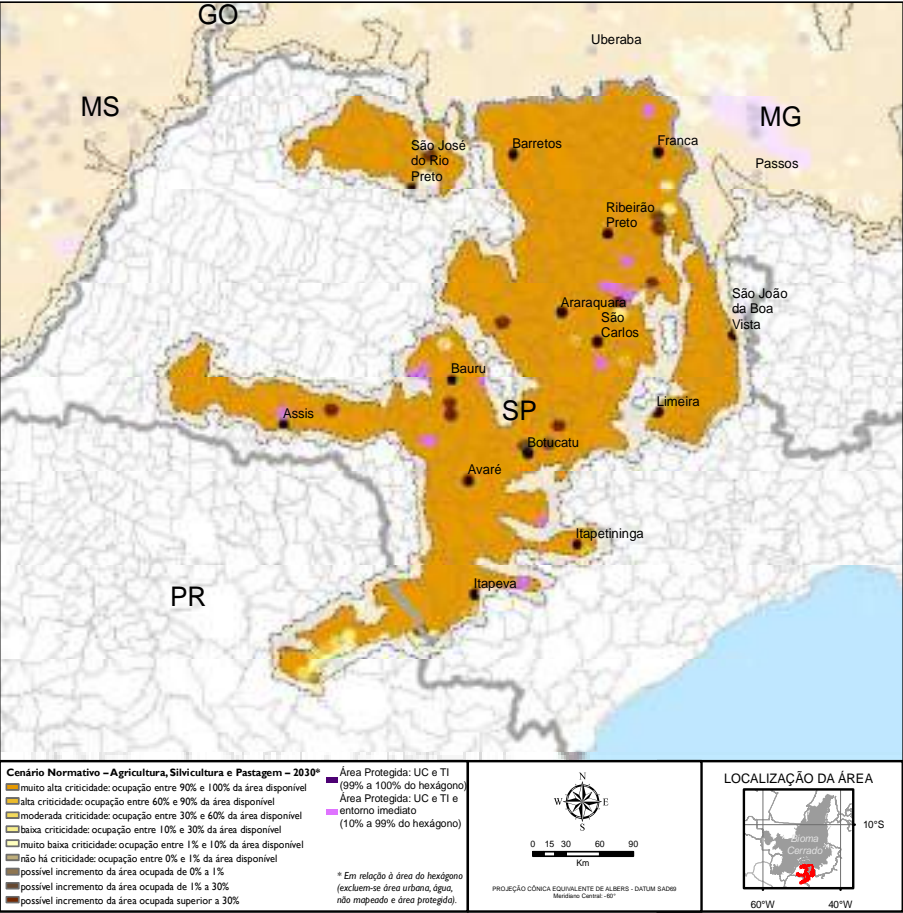 GO
Uberaba
MS
MG
São José
do Rio
Preto
Barretos
Franca
Passos
Ribeirão
Preto
São João
da Boa
Vista
Araraquara
São
Carlos
Bauru
SP
Limeira
Assis
Botucatu
Avaré
Itapetininga
Itapeva
PR
Cenário Normativo – Agricultura, Silvicultura e Pastagem – 2030*
muito alta criticidade: ocupação entre 90% e 100% da área disponível
alta criticidade: ocupação entre 60% e 90% da área disponível
moderada criticidade: ocupação entre 30% e 60% da área disponível
baixa criticidade: ocupação entre 10% e 30% da área disponível
muito baixa criticidade: ocupação entre 1% e 10% da área disponível
não há criticidade: ocupação entre 0% e 1% da área disponível
possível incremento da área ocupada de 0% a 1%
possível incremento da área ocupada de 1% a 30%
possível incremento da área ocupada superior a 30%
Área Protegida: UC e TI
(99% a 100% do hexágono)
Área Protegida: UC e TI e
entorno imediato
(10% a 99% do hexágono)
* Em relação à área do hexágono
(excluem-se área urbana, água,
não mapeado e área protegida).
N
W E
S
0 15 30 60 90
Km
PROJEÇÃO CÔNICA EQUIVALENTE DE ALBERS - DATUM SAD69
Meridiano Central: -60°
LOCALIZAÇÃO DA ÁREA
Bioma
Cerrado
10°S
60°W 40°W